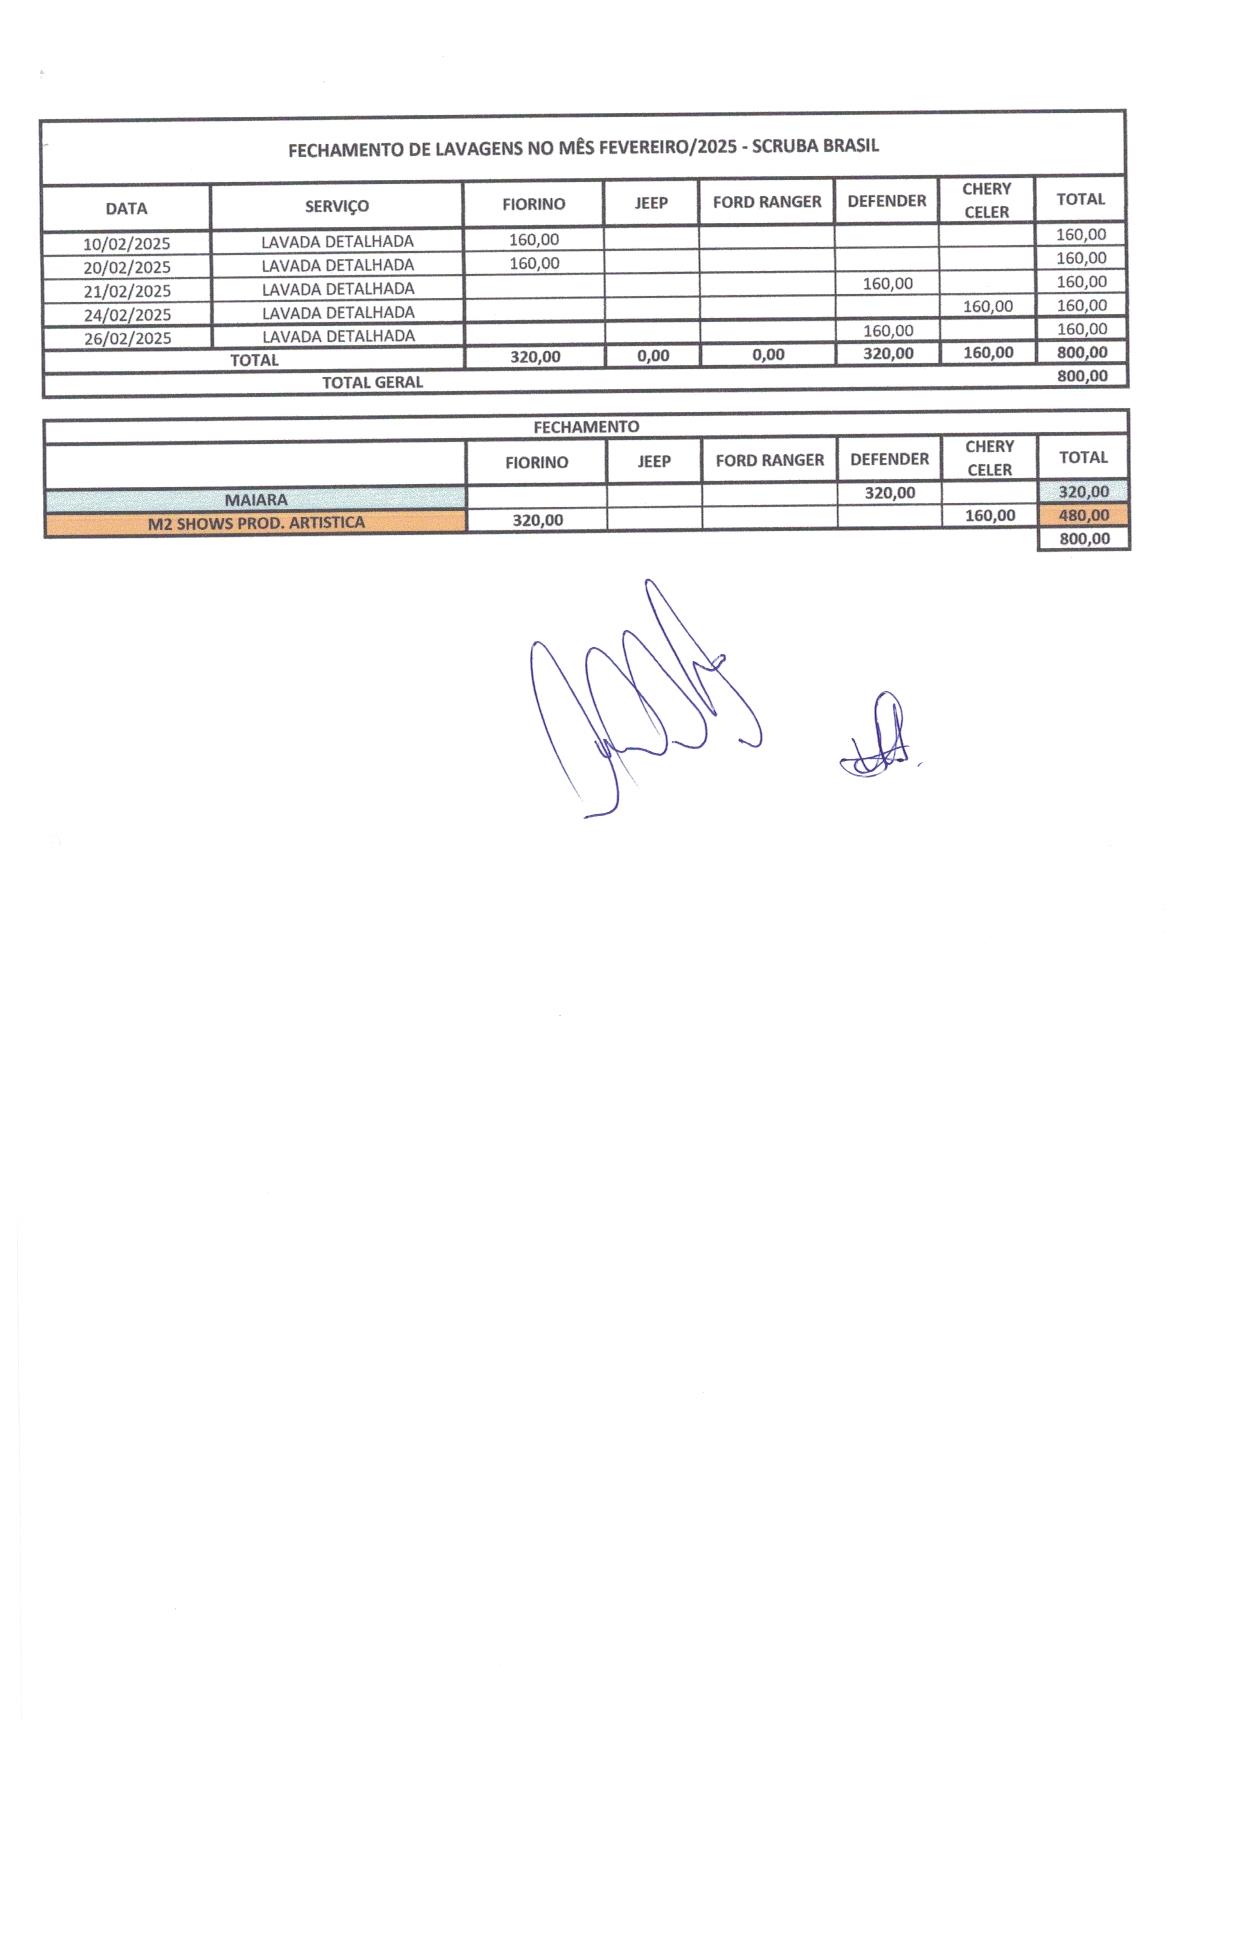 FECHAMENTO DE LAVAGENS NO MÊS FEVEREIRO/2025 - SCRUBA BRASIL
DATA SERVIÇO FIORINO JEEP FORD RANGER DEFENDER CHERY CELER TOTAL
10/02/2025 LAVADA DETALHADA 160,00 160,00
20/02/2025 LAVADA DETALHADA 160,00 160,00
21/02/2025 LAVADA DETALHADA 160,00 160,00
24/02/2025 LAVADA DETALHADA 160,00 160,00
26/02/2025 LAVADA DETALHADA 160,00 160,00
TOTAL 320,00 0,00 0,00 320,00 160,00 800,00
TOTAL GERAL 800,00
FECHAMENTO
FIORINO JEEP FORD RANGER DEFENDER CHERY CELER TOTAL
MAIARA 320,00 320,00
M2 SHOWS PROD. ARTISTICA 320,00 160,00 480,00
800,00